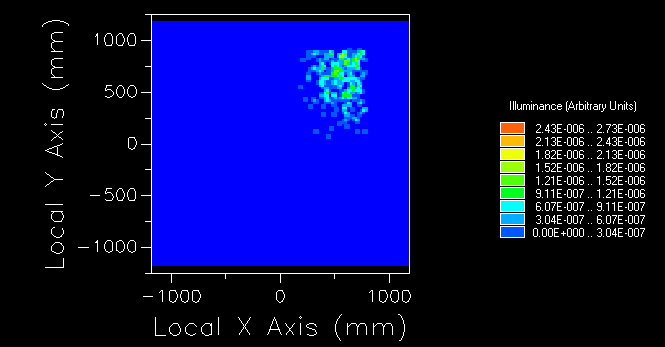 1000
500
0
−500
−1000
Local Y Axis (mm)
−1000
0
1000
Local X Axis (mm)
Illuminance (Arbitrary Units)
2.43E-006 .. 2.73E-006
2.13E-006 .. 2.43E-006
1.82E-006 .. 2.13E-006
1.52E-006 .. 1.82E-006
1.21E-006 .. 1.52E-006
9.11E-007 .. 1.21E-006
6.07E-007 .. 9.11E-007
3.04E-007 .. 6.07E-007
0.00E+000 .. 3.04E-007